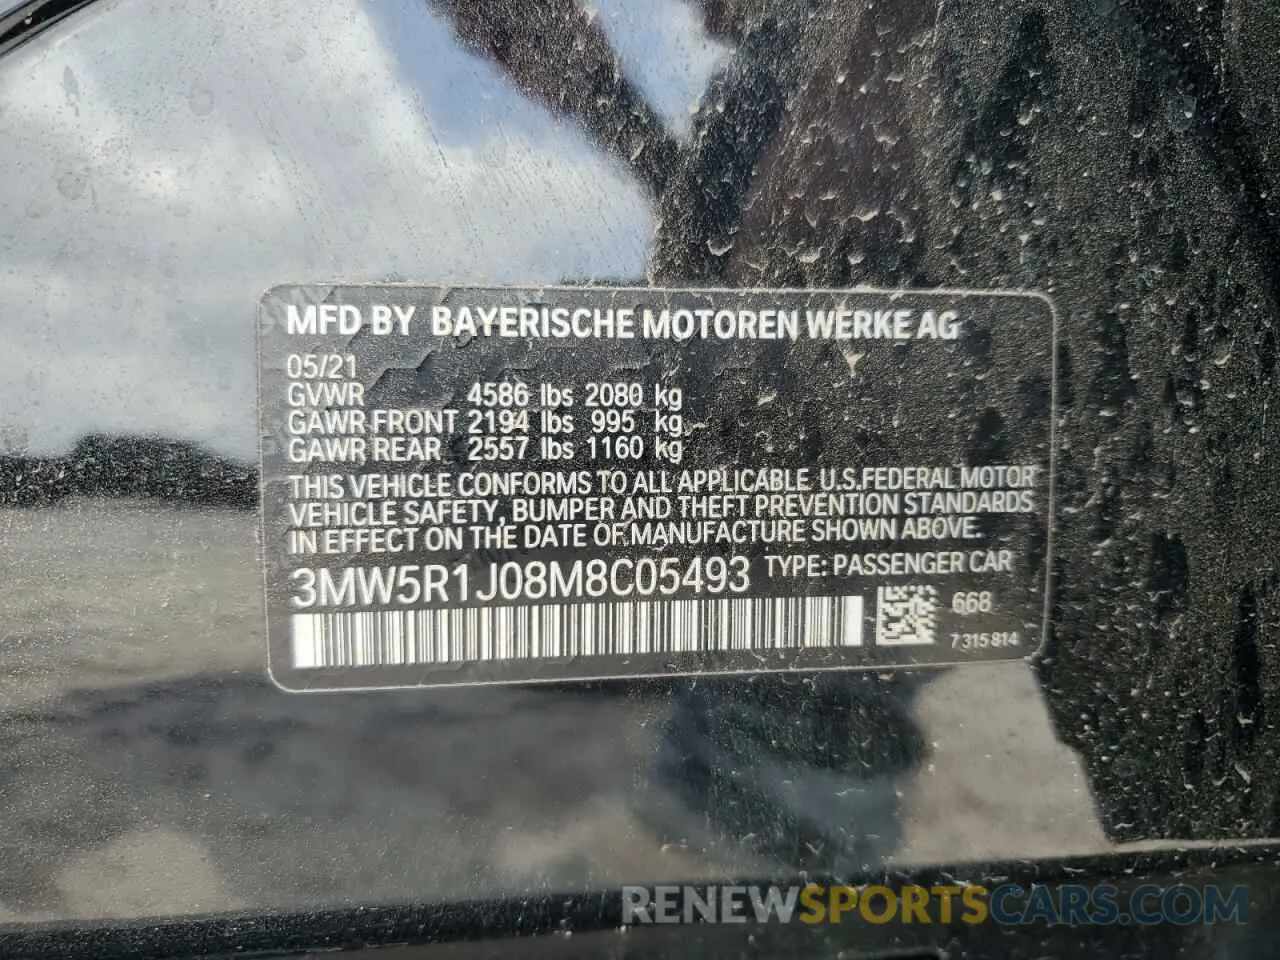 MFD BY BAYERISCHE MOTOREN WERKE AG
05/21
GVWR 4586 lbs 2080 kg
GAWR FRONT 2194 lbs 995 kg
GAWR REAR 2557 lbs 1160 kg
THIS VEHICLE CONFORMS TO ALL APPLICABLE U.S.FEDERAL MOTOR
VEHICLE SAFETY, BUMPER AND THEFT PREVENTION STANDARDS
IN EFFECT ON THE DATE OF MANUFACTURE SHOWN ABOVE.
3MW5R1J08M8C05493 TYPE: PASSENGER CAR
668
7 315 814
RENEWSPORTSCARS.COM